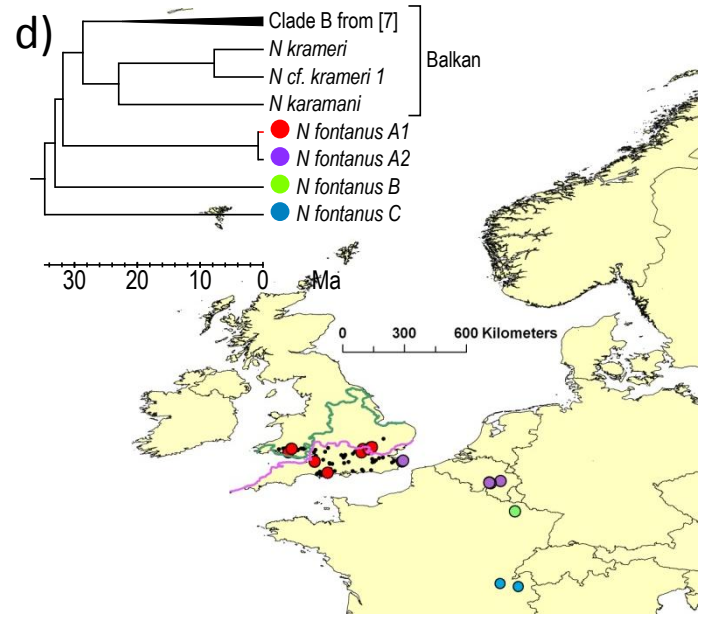 d)
Clade B from [7]
N krameri
N cf. krameri 1
N karamani
Balkan
N fontanus A1
N fontanus A2
N fontanus B
N fontanus C
30 20 10 0 Ma
0 300 600 Kilometers